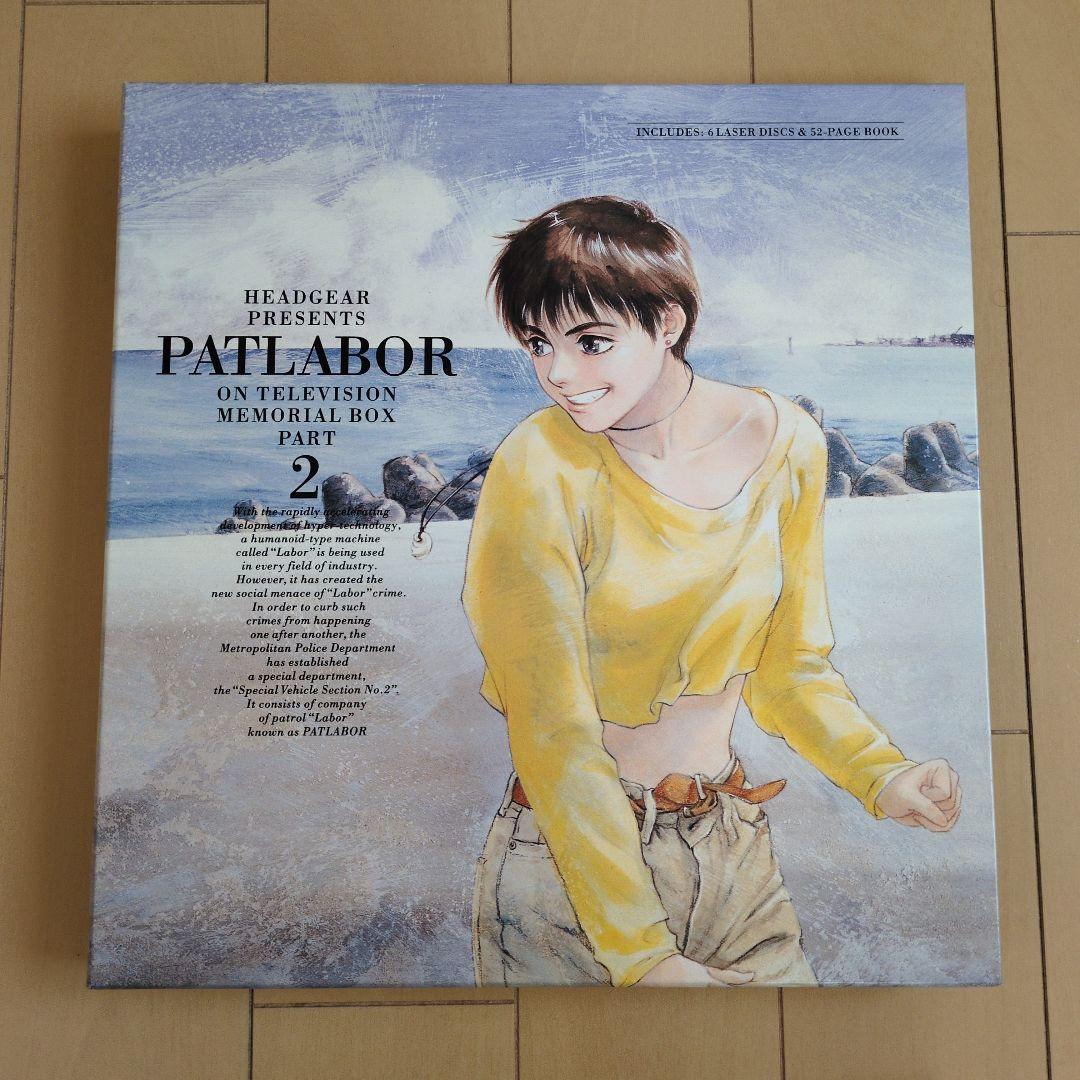 INCLUDES: 6 LASER DISCS & 52-PAGE BOOK
HEADGEAR
PRESENTS
PATLABOR
ON TELEVISION
MEMORIAL BOX
PART
2
With the rapidly accelerating
development of hyper-technology,
a humanoid-type machine
called "Labor" is being used
in every field of industry.
However, it has created the
new social menace of "Labor" crime.
In order to curb such
crimes from happening
one after another, the
Metropolitan Police Department
has established
a special department,
the "Special Vehicle Section No.2".
It consists of company
of patrol "Labor"
known as PATLABOR